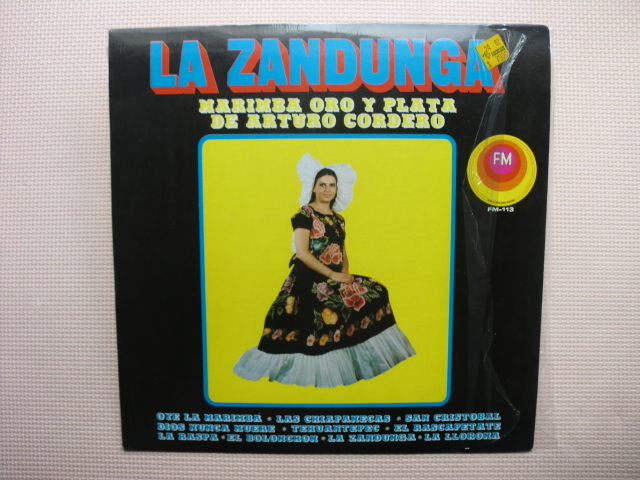 LA ZANDUNGA
MARIMBA ORO Y PLATA
DE ARTURO CORDERO
FM
FM-113
OYE LA MARIMBA • LAS CHIAPANECAS • SAN CRISTOBAL
DIOS NUNCA MUERE • TEHUANTEPEC • EL RASCAPETATE
LA RASPA • EL BOLONCHON • LA ZANDUNGA • LA LLORONA